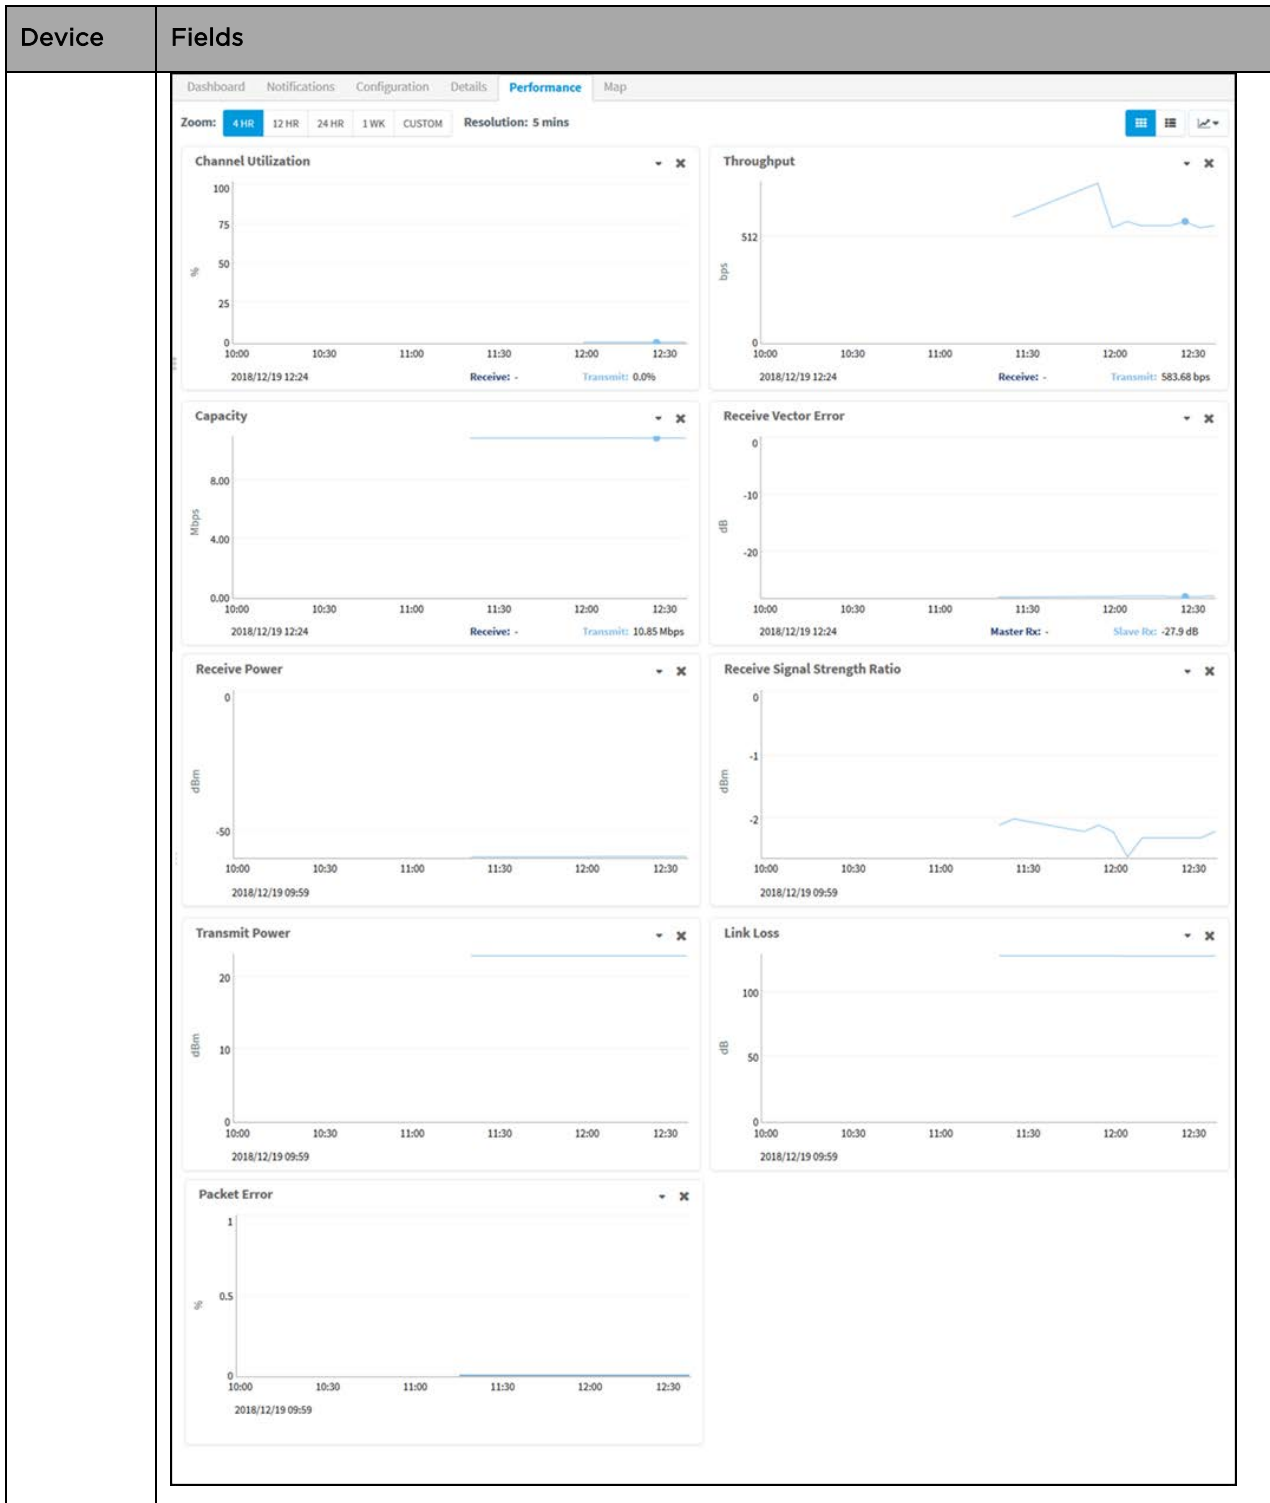 Device Fields
Dashboard Notifications Configuration Details Performance Map
Zoom: 4 HR 12 HR 24 HR 1 WK CUSTOM Resolution: 5 mins
Channel Utilization
100
75
50
25
0
%
10:00 10:30 11:00 11:30 12:00 12:30
2018/12/19 12:24 Receive: - Transmit: 0.0%
Throughput
512
0
bps
10:00 10:30 11:00 11:30 12:00 12:30
2018/12/19 12:24 Receive: - Transmit: 583.68 bps
Capacity
8.00
4.00
0.00
Mbps
10:00 10:30 11:00 11:30 12:00 12:30
2018/12/19 12:24 Receive: - Transmit: 10.85 Mbps
Receive Vector Error
0
-10
-20
dB
10:00 10:30 11:00 11:30 12:00 12:30
2018/12/19 12:24 Master Rx: - Slave Rx: -27.9 dB
Receive Power
0
-50
dBm
10:00 10:30 11:00 11:30 12:00 12:30
2018/12/19 09:59
Receive Signal Strength Ratio
0
-1
-2
dBm
10:00 10:30 11:00 11:30 12:00 12:30
2018/12/19 09:59
Transmit Power
20
10
0
dBm
10:00 10:30 11:00 11:30 12:00 12:30
2018/12/19 09:59
Link Loss
100
50
0
dB
10:00 10:30 11:00 11:30 12:00 12:30
2018/12/19 09:59
Packet Error
1
0.5
0
%
10:00 10:30 11:00 11:30 12:00 12:30
2018/12/19 09:59